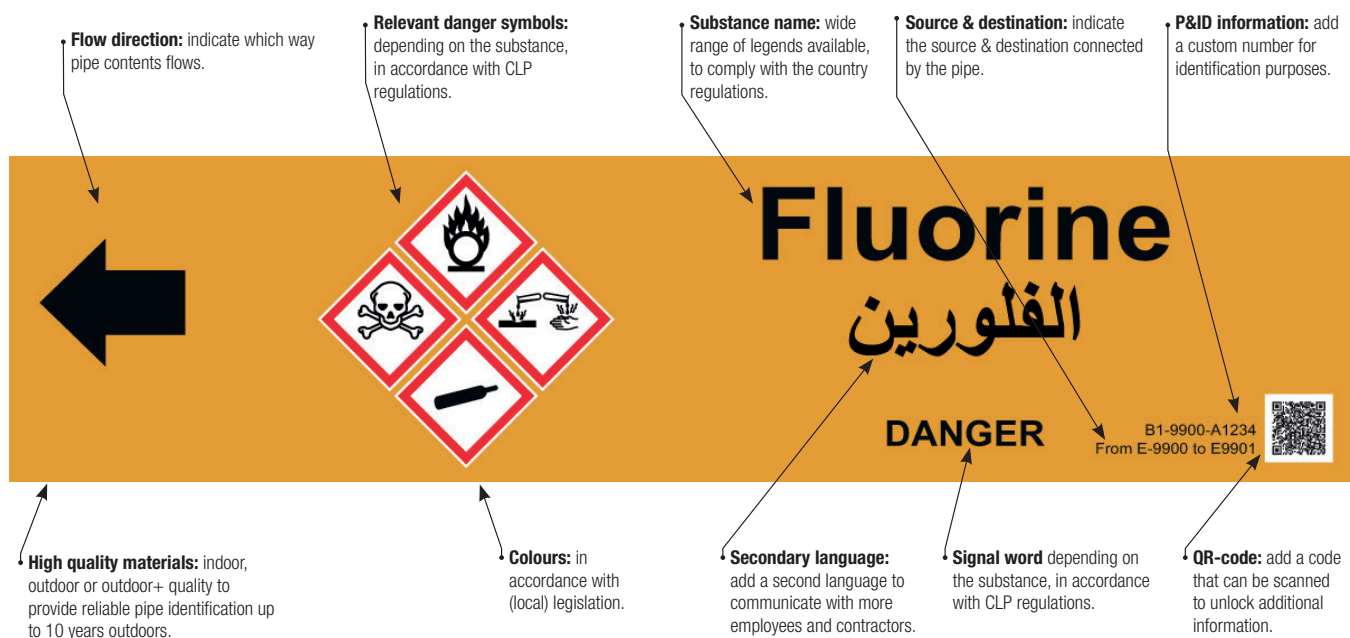 Flow direction: indicate which way
pipe contents flows.
Relevant danger symbols:
depending on the substance,
in accordance with CLP
regulations.
Substance name: wide
range of legends available,
to comply with the country
regulations.
Source & destination: indicate
the source & destination connected
by the pipe.
P&ID information: add
a custom number for
identification purposes.
Fluorine
الفلورين
DANGER
B1-9900-A1234
From E-9900 to E9901
High quality materials: indoor,
outdoor or outdoor+ quality to
provide reliable pipe identification up
to 10 years outdoors.
Colours: in
accordance with
(local) legislation.
Secondary language:
add a second language to
communicate with more
employees and contractors.
Signal word depending on
the substance, in accordance
with CLP regulations.
QR-code: add a code
that can be scanned
to unlock additional
information.